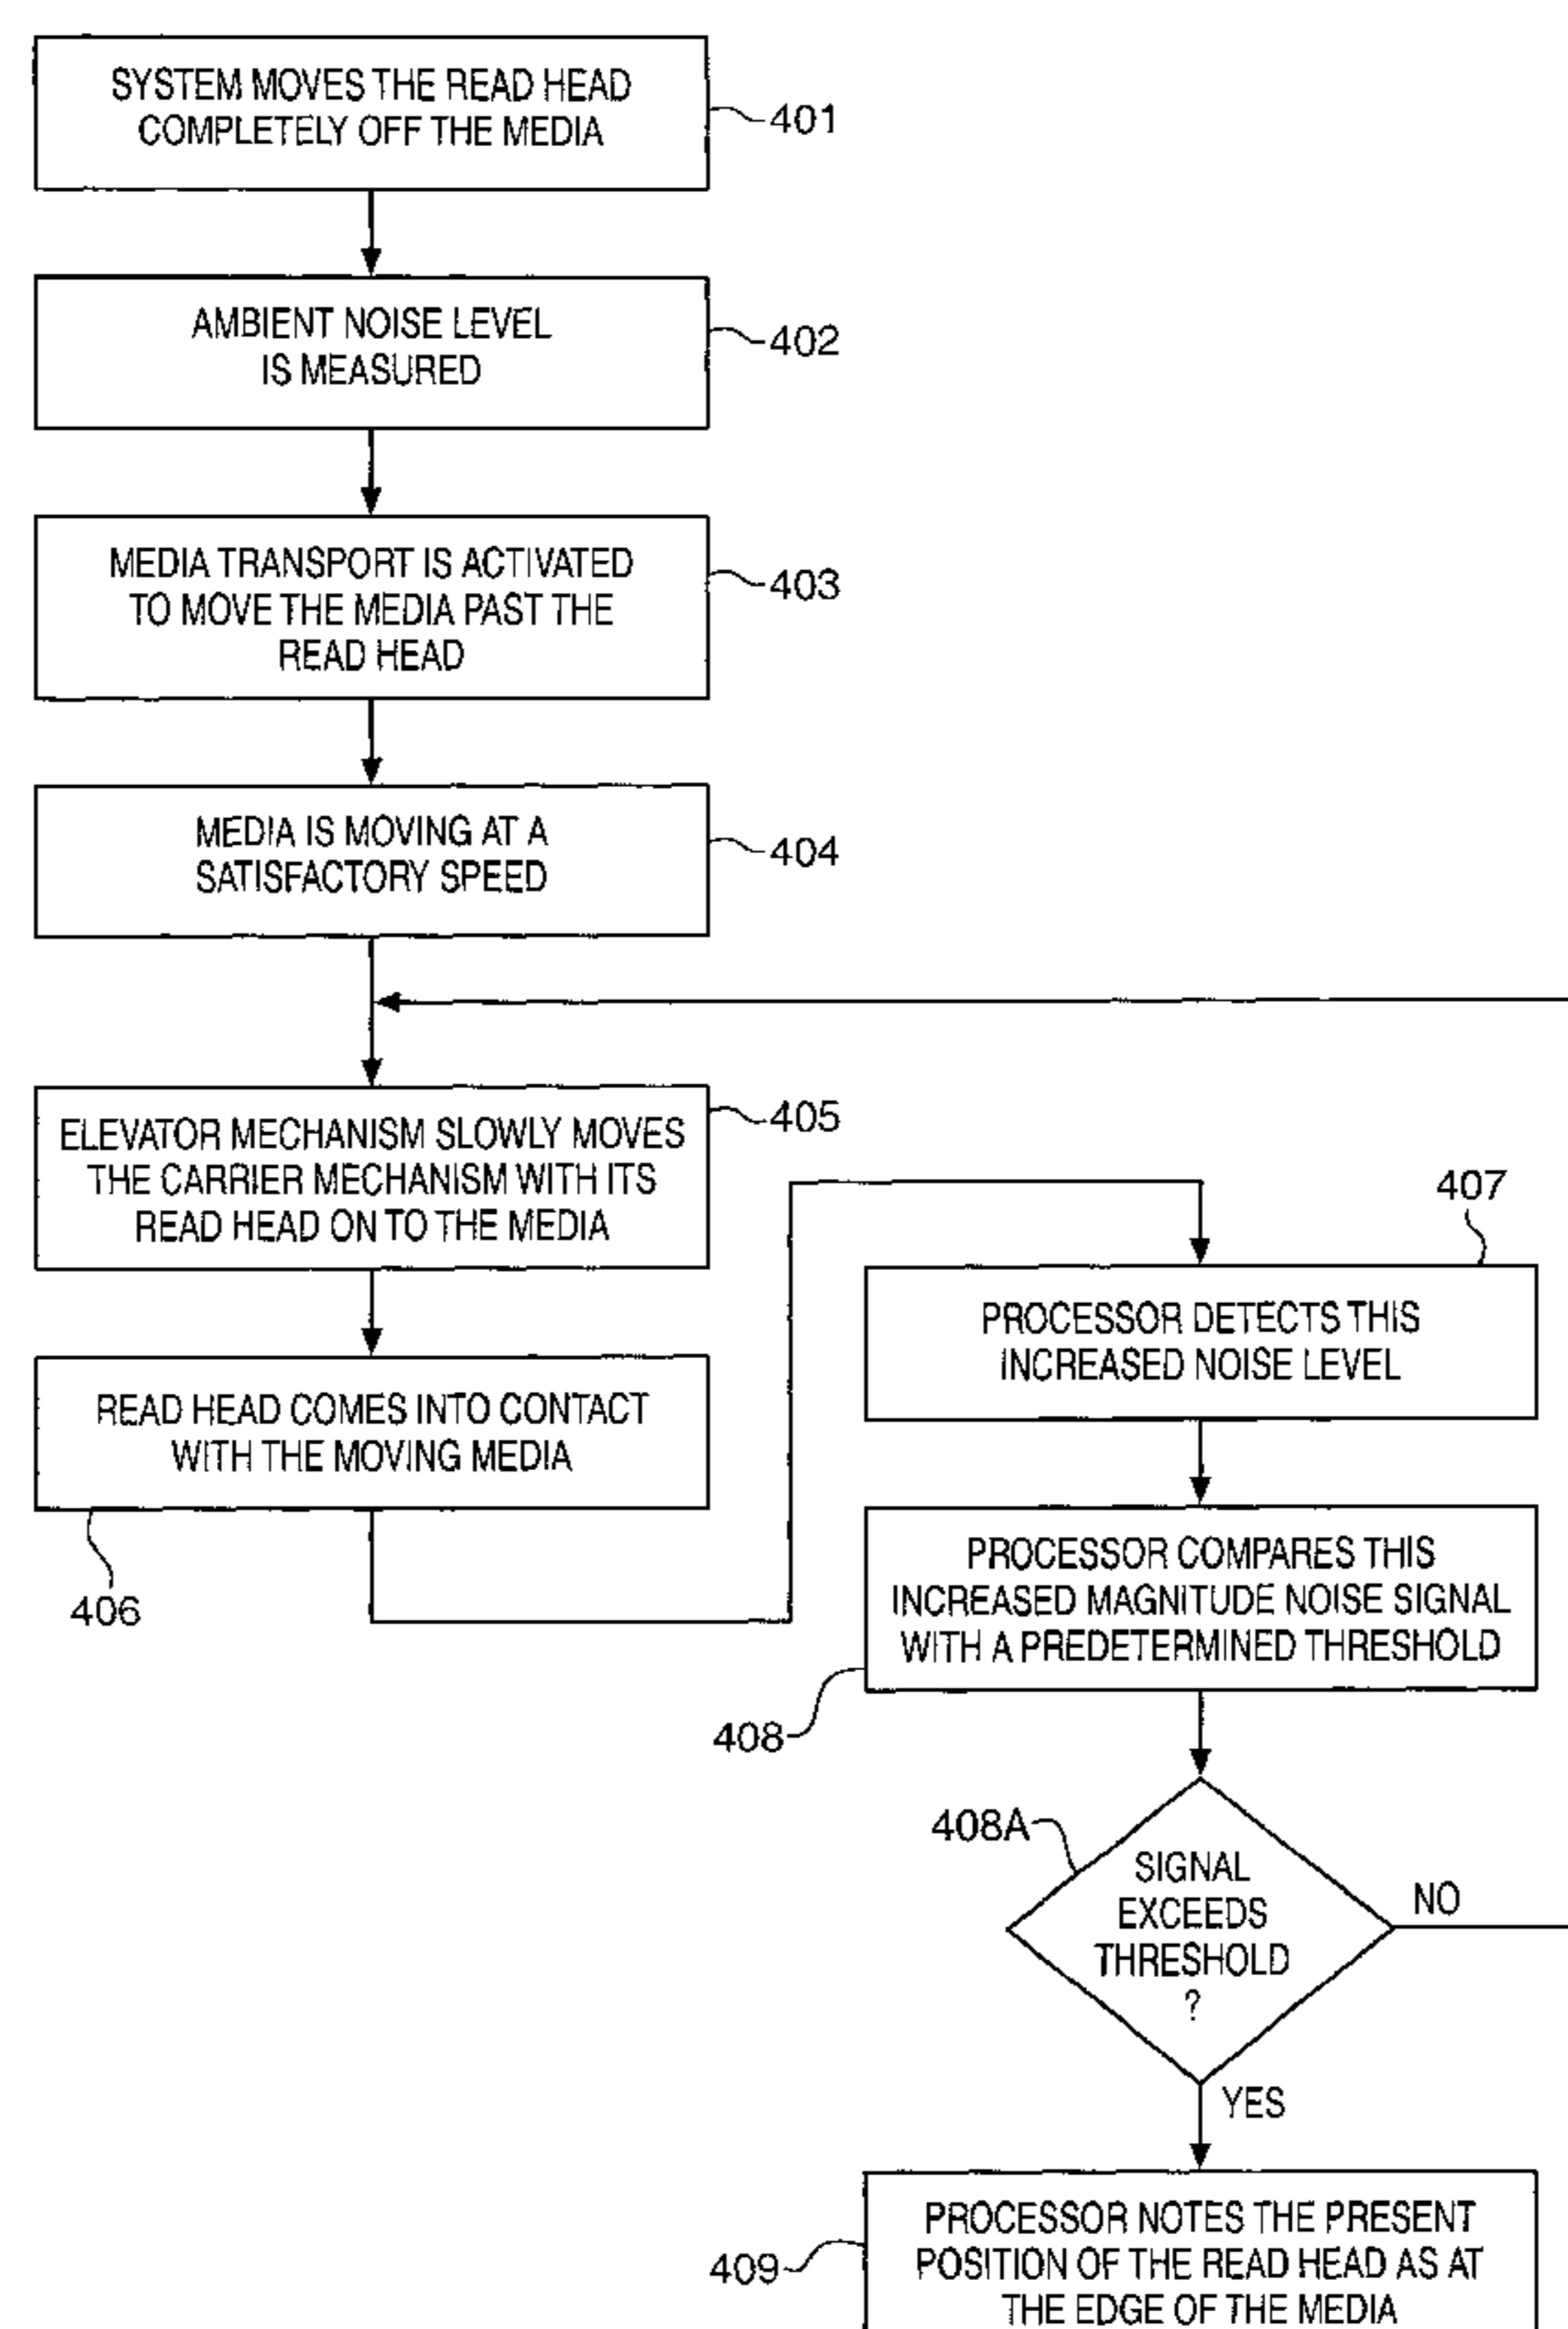 SYSTEM MOVES THE READ HEAD
COMPLETELY OFF THE MEDIA
401
AMBIENT NOISE LEVEL
IS MEASURED
402
MEDIA TRANSPORT IS ACTIVATED
TO MOVE THE MEDIA PAST THE
READ HEAD
403
MEDIA IS MOVING AT A
SATISFACTORY SPEED
404
ELEVATOR MECHANISM SLOWLY MOVES
THE CARRIER MECHANISM WITH ITS
READ HEAD ON TO THE MEDIA
405
READ HEAD COMES INTO CONTACT
WITH THE MOVING MEDIA
406
407
PROCESSOR DETECTS THIS
INCREASED NOISE LEVEL
PROCESSOR COMPARES THIS
INCREASED MAGNITUDE NOISE SIGNAL
WITH A PREDETERMINED THRESHOLD
408
408A
SIGNAL
EXCEEDS
THRESHOLD
?
NO
YES
PROCESSOR NOTES THE PRESENT
POSITION OF THE READ HEAD AS AT
THE EDGE OF THE MEDIA
409